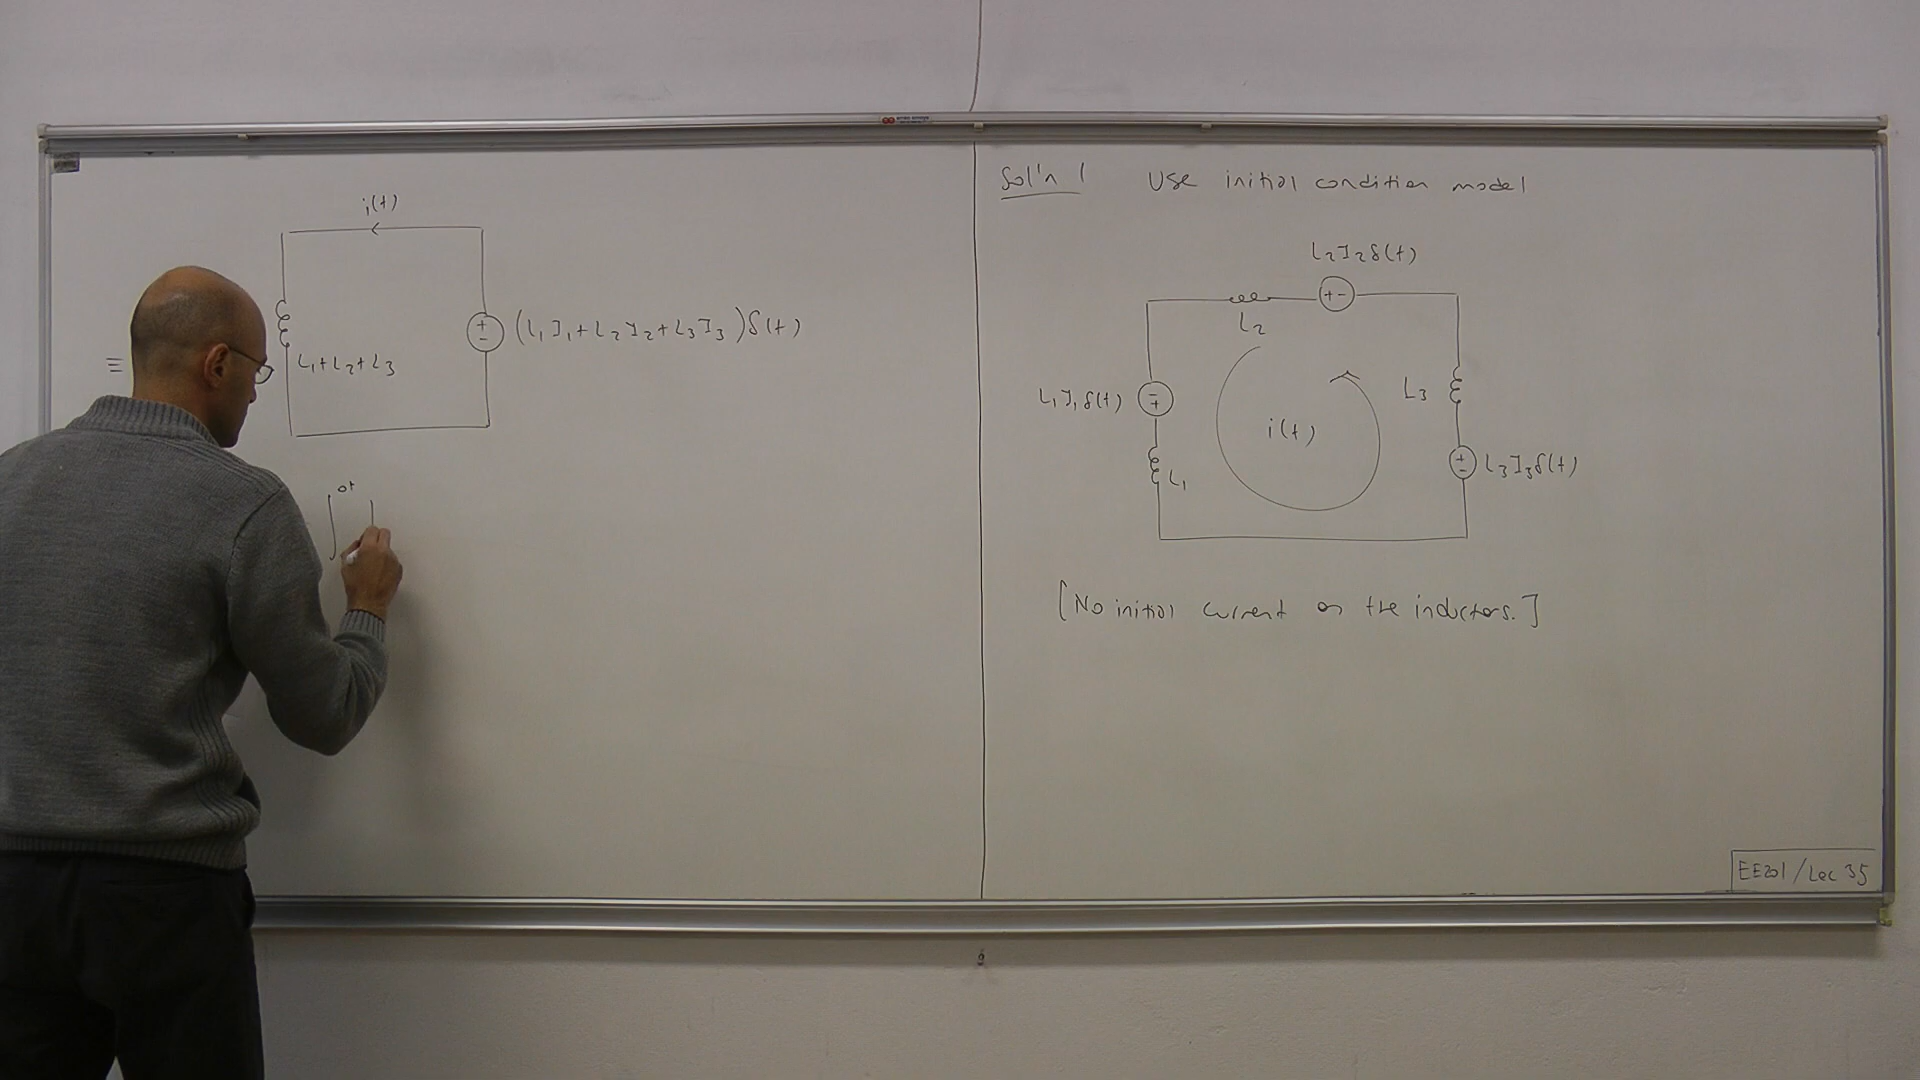 i(t)
L₁+L₂+L₃
+
-
(L₁I₁+L₂I₂+L₃I₃)δ(t)
≡
∫ 0+
Sol'n 1 Use initial condition model
L₂I₂δ(t)
+ -
L₂
L₁I₁δ(t)
- +
L₁
i(t)
L₃
+
-
L₃I₃δ(t)
[No initial current on the inductors.]
EE201/Lec 35